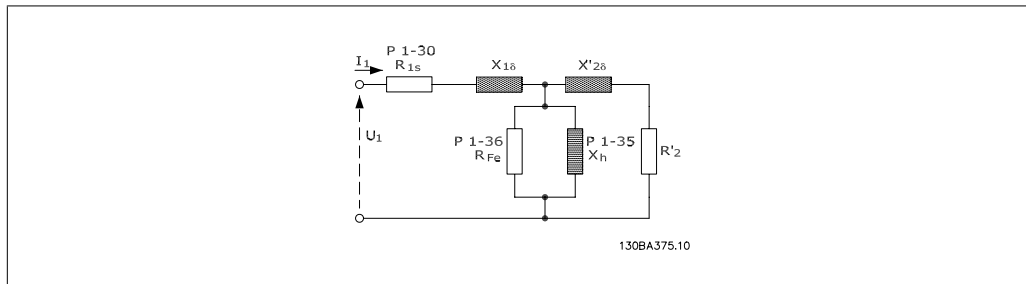 P 1-30
I1
R1s
X1δ
X'2δ
U1
P 1-36
RFe
P 1-35
Xh
R'2
130BA375.10